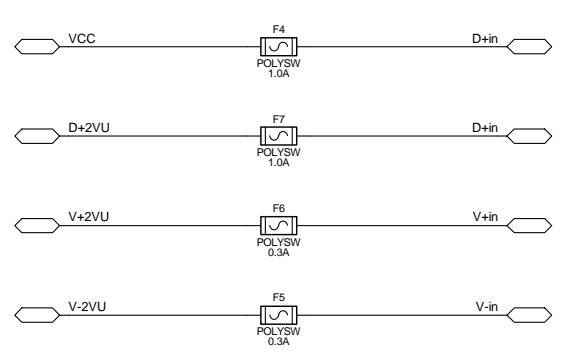 F4
VCC D+in
POLYSW
1.0A
F7
D+2VU D+in
POLYSW
1.0A
F6
V+2VU V+in
POLYSW
0.3A
F5
V-2VU V-in
POLYSW
0.3A